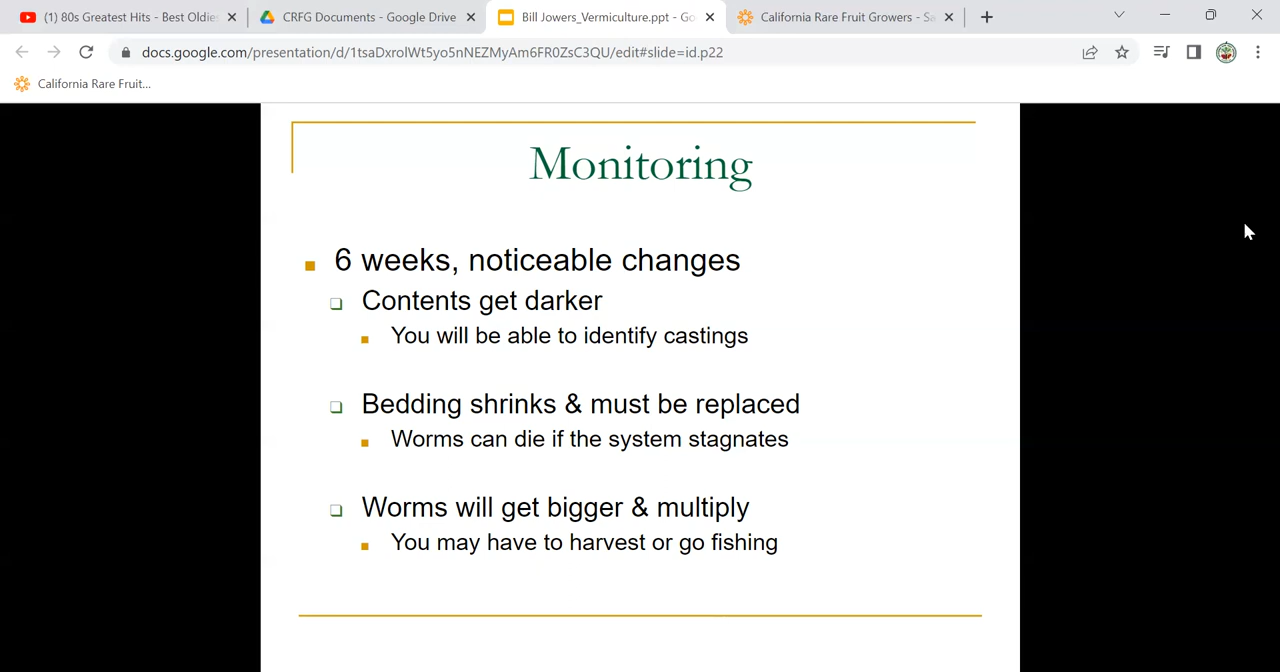 (1) 80s Greatest Hits - Best Oldies
CRFG Documents - Google Drive
Bill Jowers_Vermiculture.ppt - Go
California Rare Fruit Growers - Sa
docs.google.com/presentation/d/1tsaDxrolWt5yo5nNEZMyAm6FR0ZsC3QU/edit#slide=id.p22
California Rare Fruit...
Monitoring
6 weeks, noticeable changes
Contents get darker
You will be able to identify castings
Bedding shrinks & must be replaced
Worms can die if the system stagnates
Worms will get bigger & multiply
You may have to harvest or go fishing